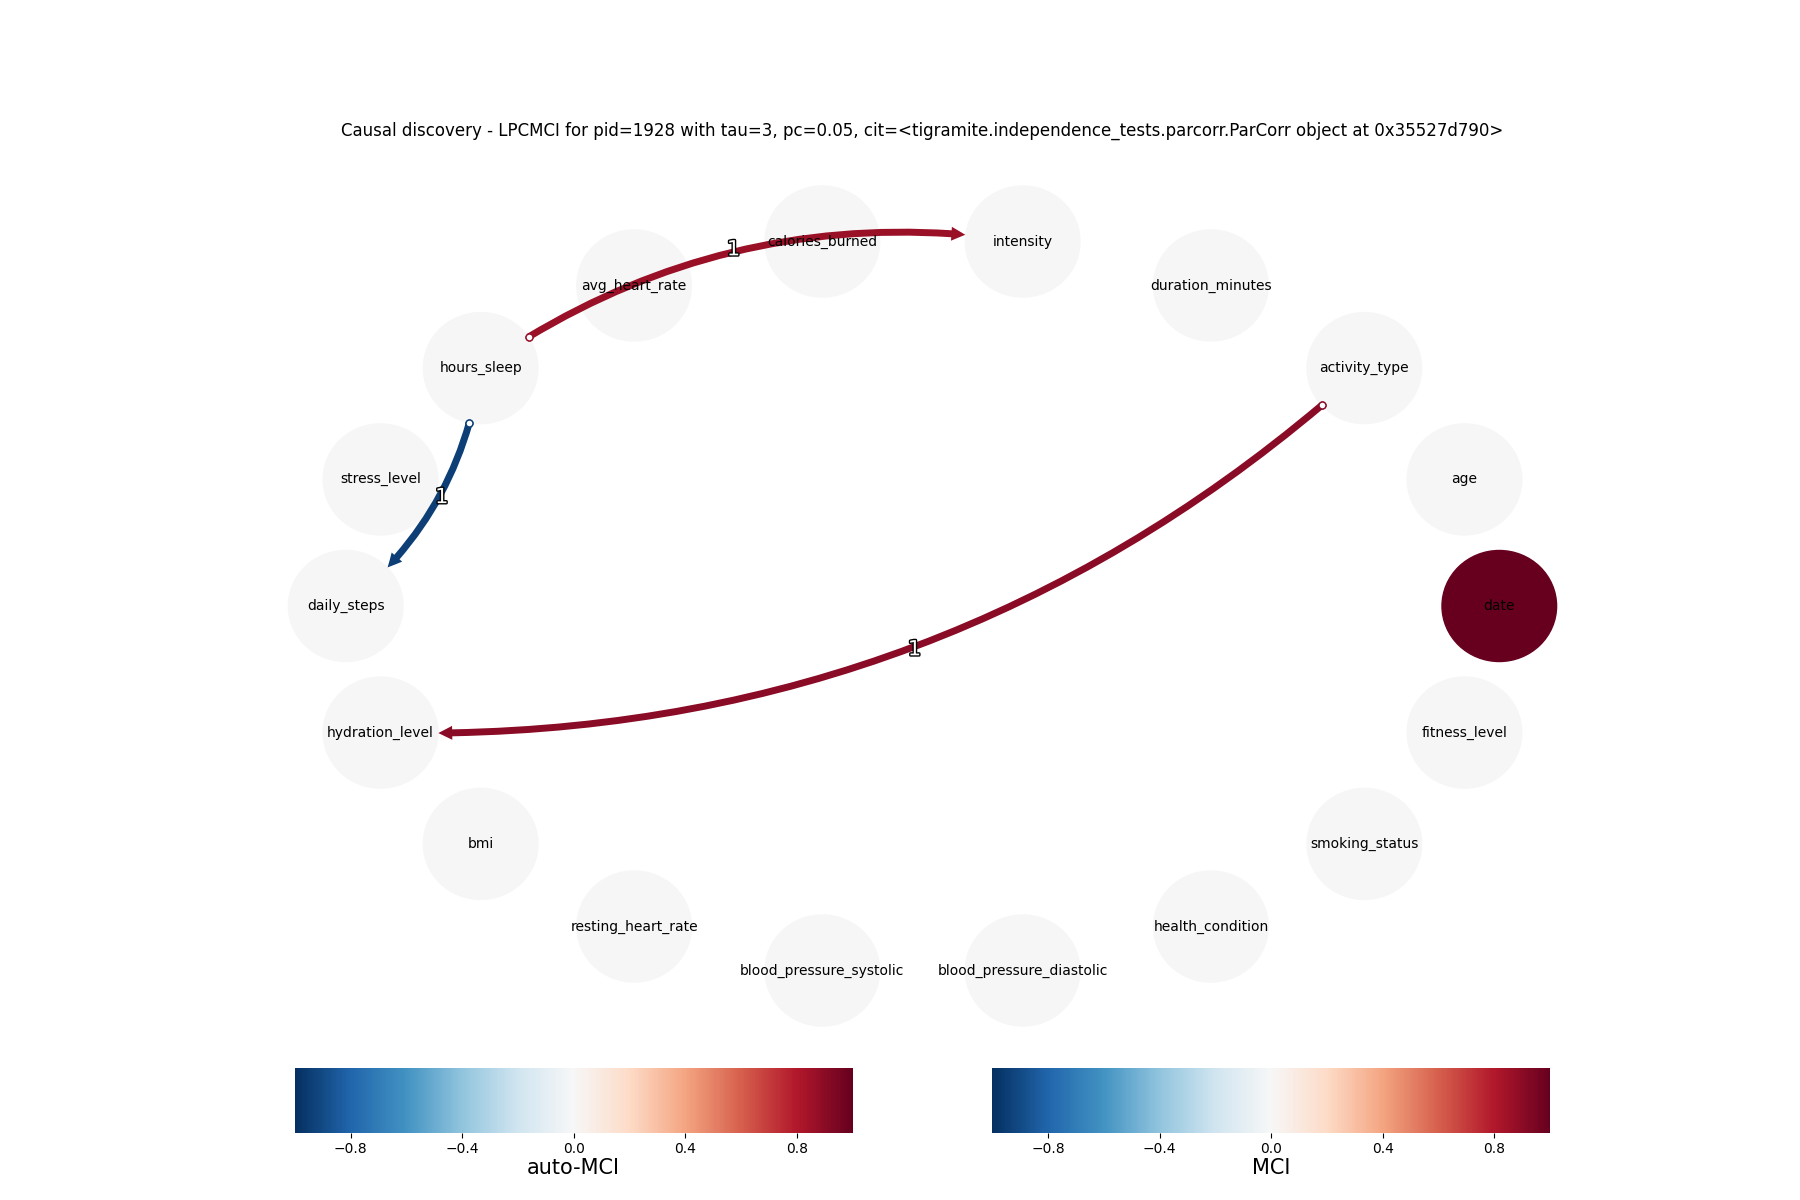 Causal discovery - LPCMCI for pid=1928 with tau=3, pc=0.05, cit=<tigramite.independence_tests.parcorr.ParCorr object at 0x35527d790>
calories_burned
intensity
1
avg_heart_rate
duration_minutes
hours_sleep
activity_type
stress_level
1
age
daily_steps
date
1
hydration_level
fitness_level
bmi
smoking_status
resting_heart_rate
health_condition
blood_pressure_systolic
blood_pressure_diastolic
−0.8 −0.4 0.0 0.4 0.8
auto-MCI
−0.8 −0.4 0.0 0.4 0.8
MCI